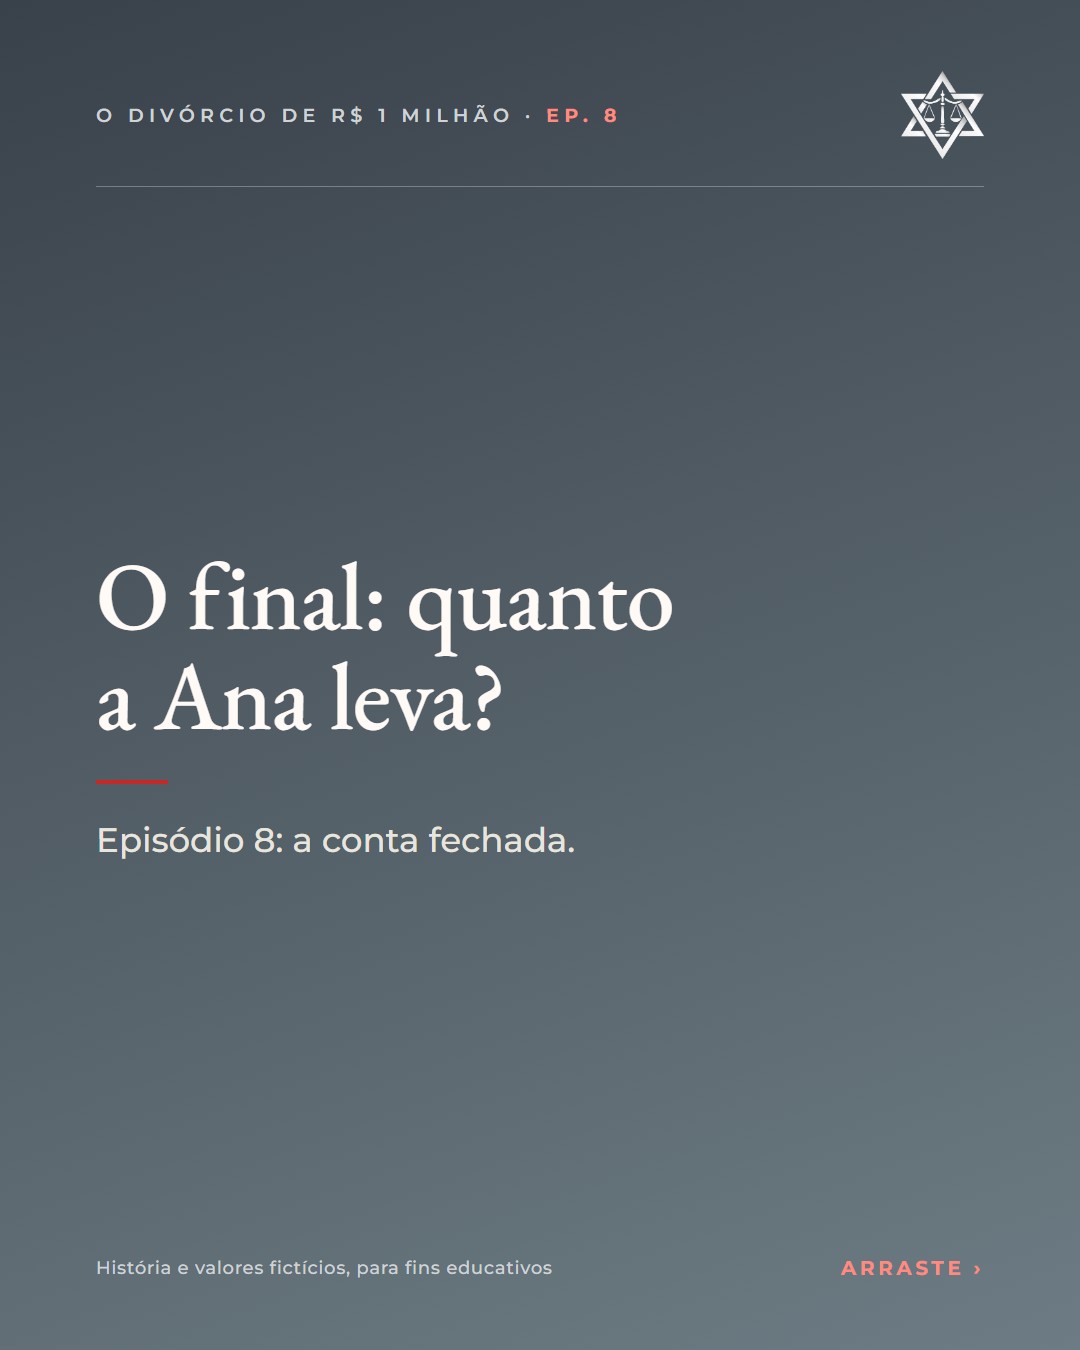 O DIVÓRCIO DE R$ 1 MILHÃO · EP. 8
O final: quanto
a Ana leva?
Episódio 8: a conta fechada.
História e valores fictícios, para fins educativos
ARRASTE ›